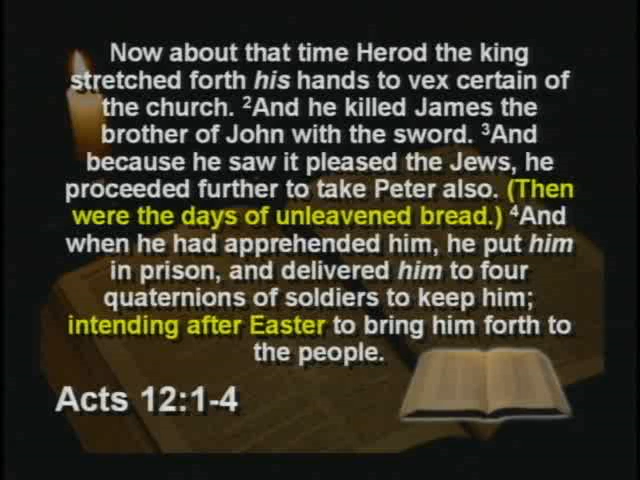 Now about that time Herod the king
stretched forth his hands to vex certain of
the church. ²And he killed James the
brother of John with the sword. ³And
because he saw it pleased the Jews, he
proceeded further to take Peter also. (Then
were the days of unleavened bread.) ⁴And
when he had apprehended him, he put him
in prison, and delivered him to four
quaternions of soldiers to keep him;
intending after Easter to bring him forth to
the people.
Acts 12:1-4